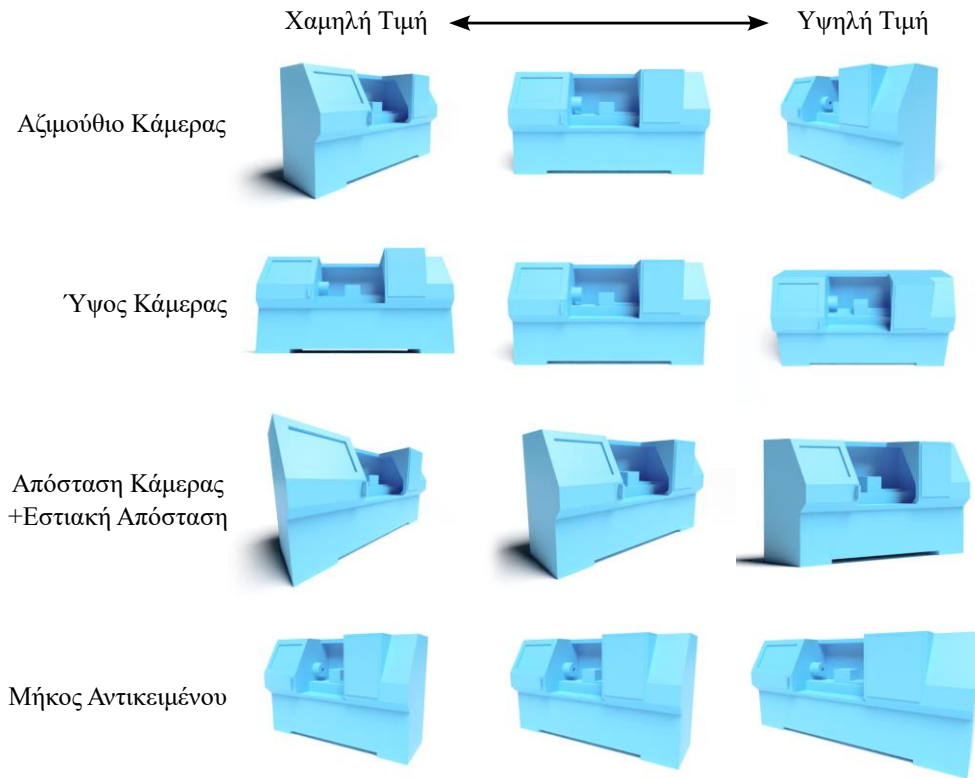 Χαμηλή Τιμή
Υψηλή Τιμή
Αζιμούθιο Κάμερας
Ύψος Κάμερας
Απόσταση Κάμερας
+Εστιακή Απόσταση
Μήκος Αντικειμένου